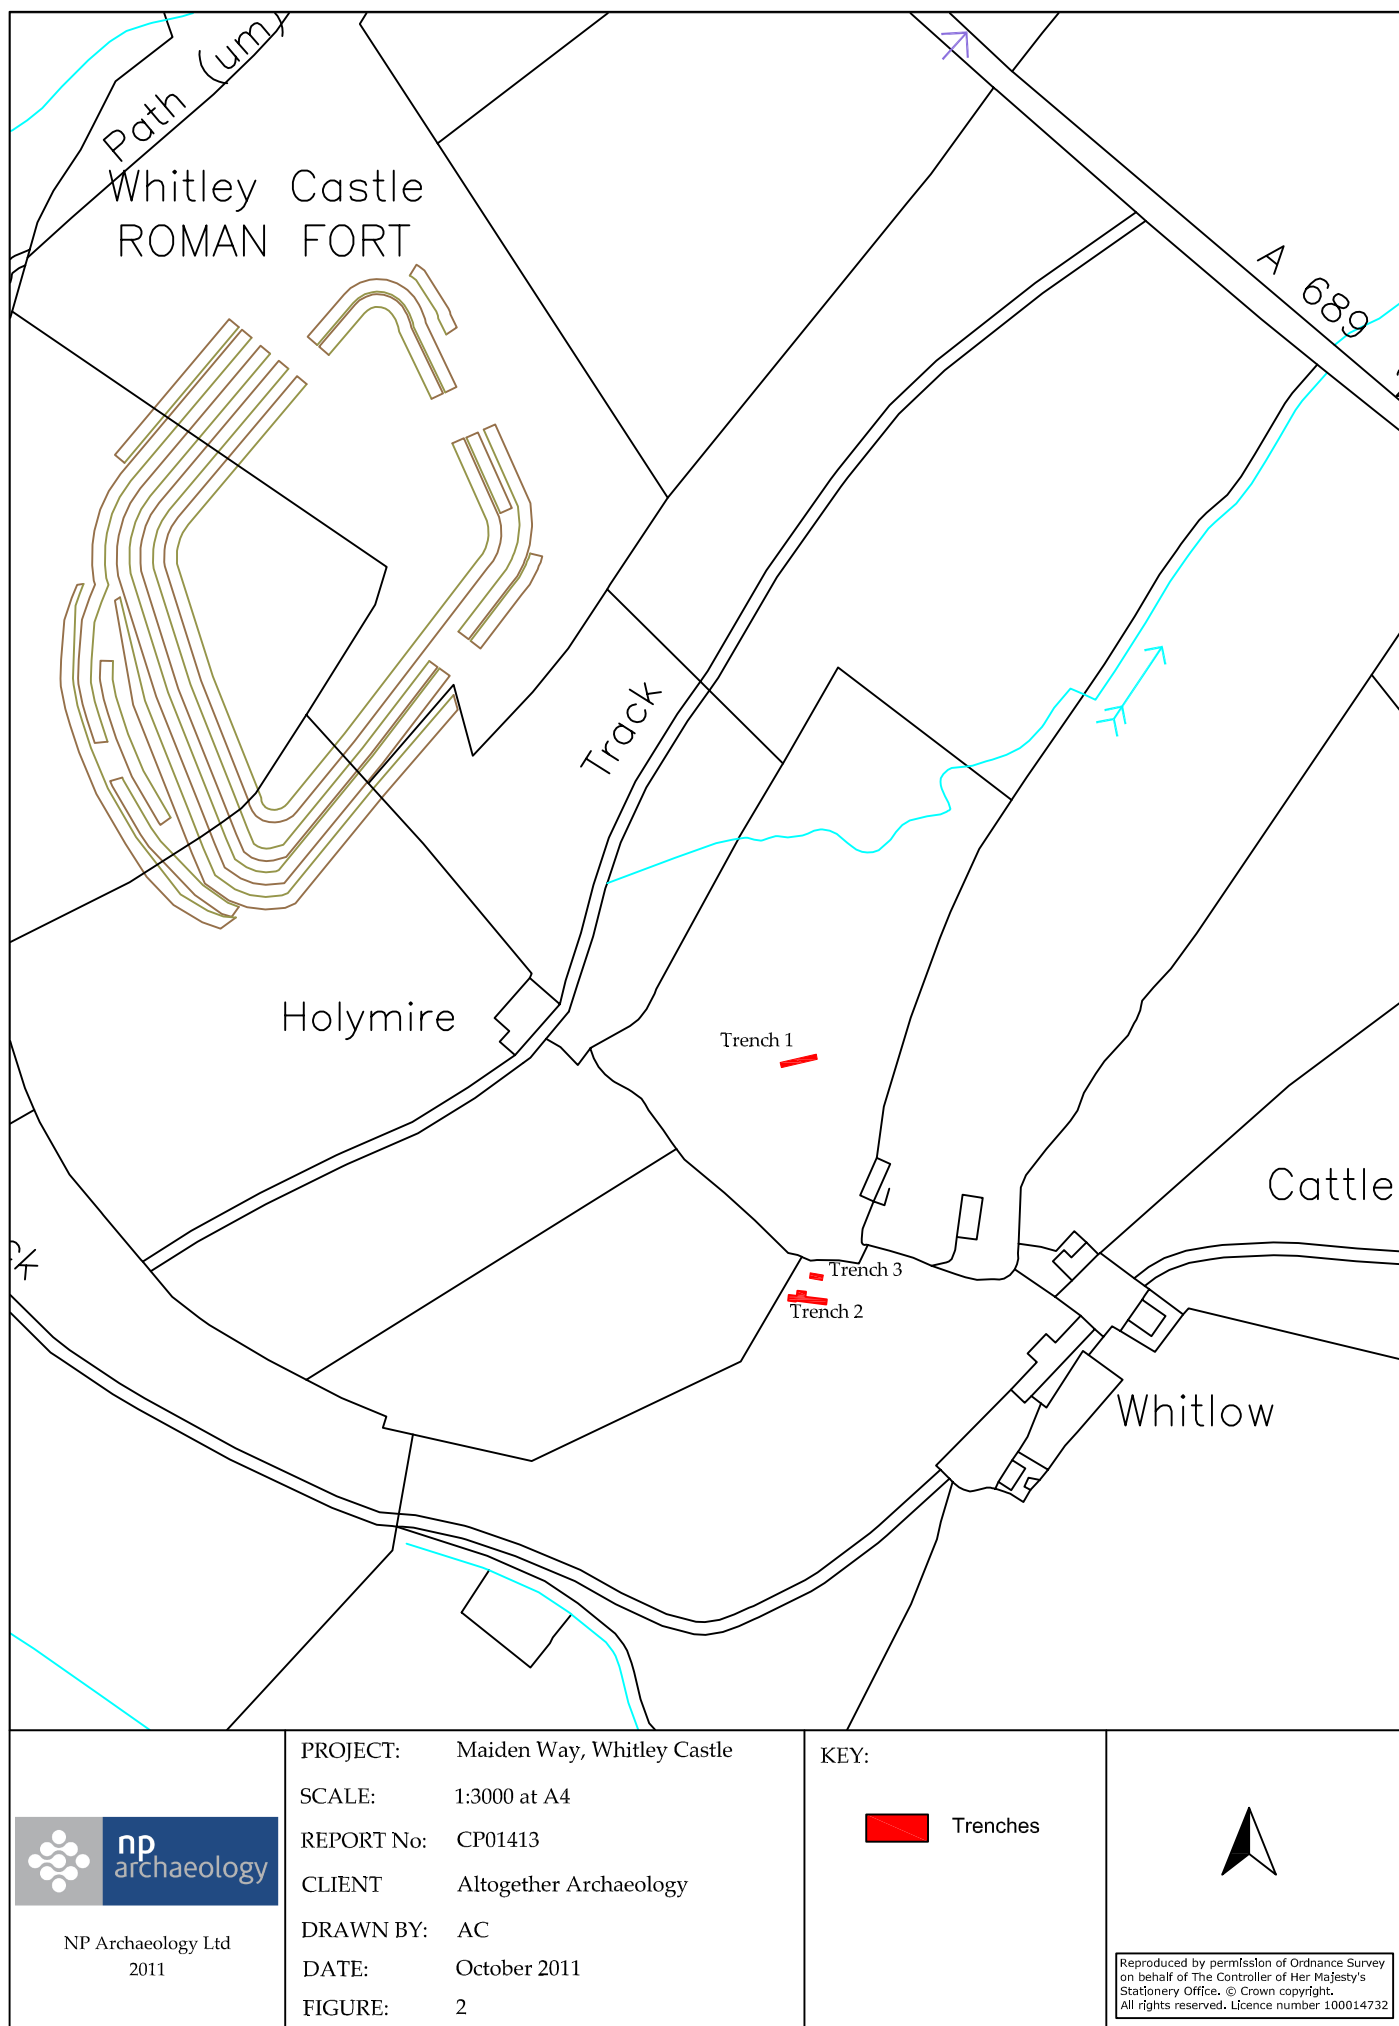 Path (um)
Whitley Castle
ROMAN FORT
A 689
Track
Holymire
Trench 1
Cattle
Trench 3
Trench 2
Whitlow
np
archaeology
NP Archaeology Ltd
2011
PROJECT: Maiden Way, Whitley Castle
SCALE: 1:3000 at A4
REPORT No: CP01413
CLIENT Altogether Archaeology
DRAWN BY: AC
DATE: October 2011
FIGURE: 2
KEY:
Trenches
Reproduced by permission of Ordnance Survey
on behalf of The Controller of Her Majesty's
Stationery Office. © Crown copyright.
All rights reserved. Licence number 100014732